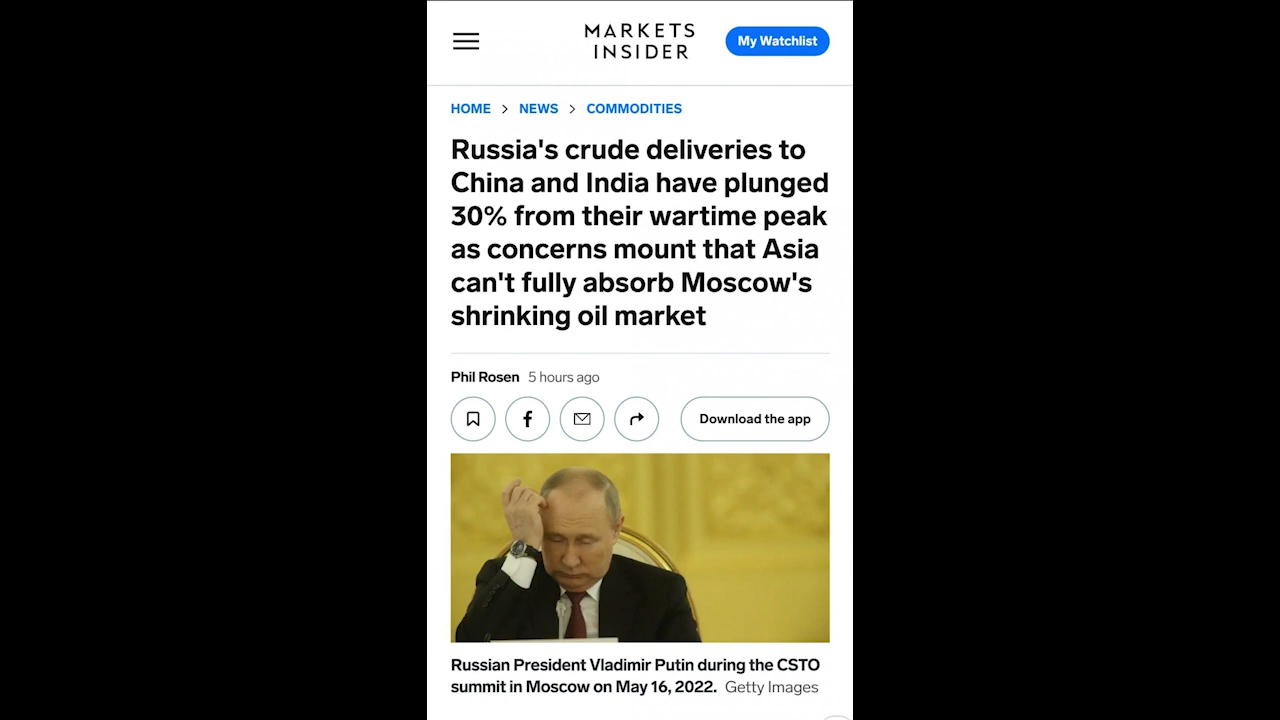 MARKETS
INSIDER
My Watchlist
HOME > NEWS > COMMODITIES
Russia's crude deliveries to
China and India have plunged
30% from their wartime peak
as concerns mount that Asia
can't fully absorb Moscow's
shrinking oil market
Phil Rosen 5 hours ago
Download the app
Russian President Vladimir Putin during the CSTO
summit in Moscow on May 16, 2022. Getty Images